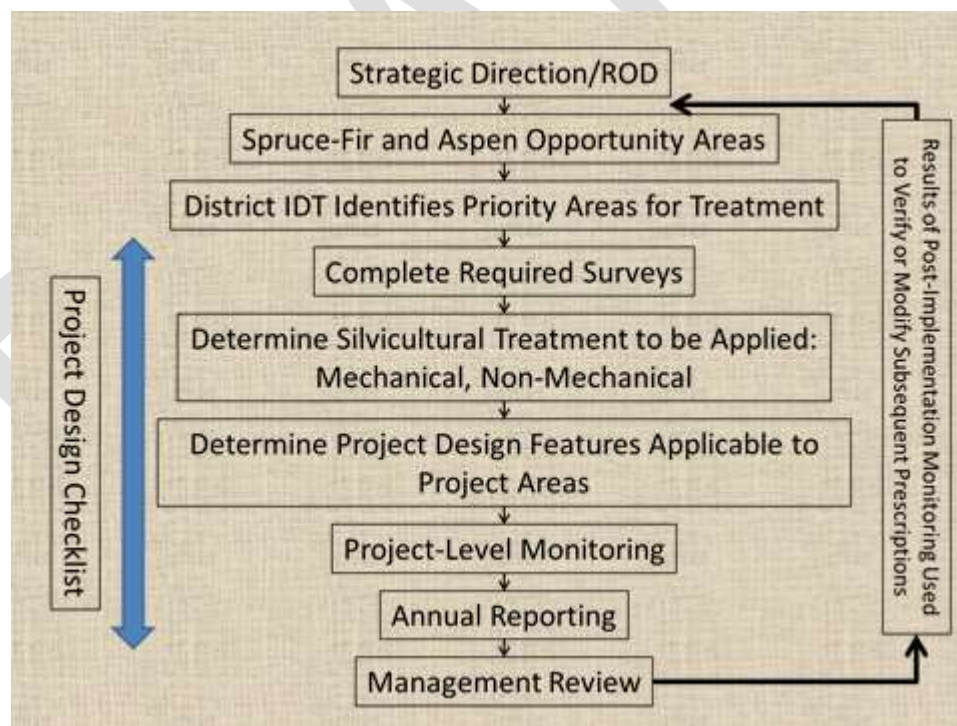 Strategic Direction/ROD
Spruce-Fir and Aspen Opportunity Areas
District IDT Identifies Priority Areas for Treatment
Complete Required Surveys
Determine Silvicultural Treatment to be Applied:
Mechanical, Non-Mechanical
Determine Project Design Features Applicable to
Project Areas
Project-Level Monitoring
Annual Reporting
Management Review
Project Design Checklist
Results of Post-Implementation Monitoring Used
to Verify or Modify Subsequent Prescriptions